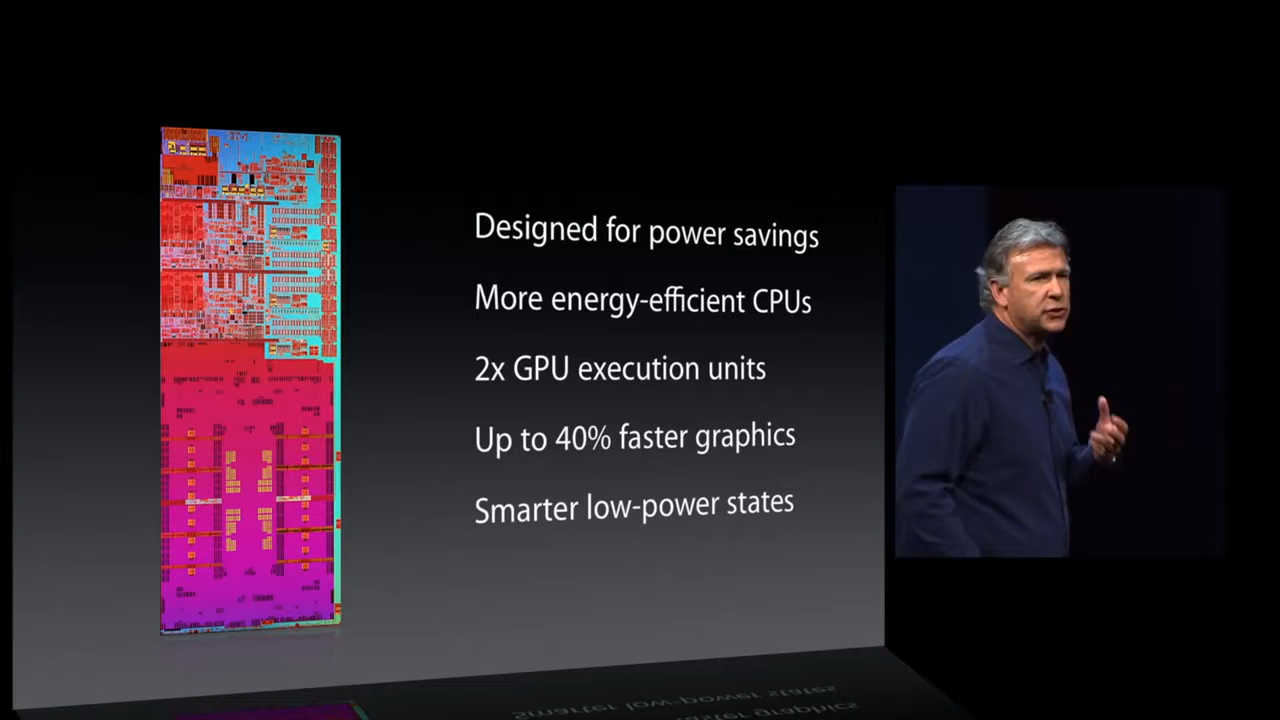 Designed for power savings
More energy-efficient CPUs
2x GPU execution units
Up to 40% faster graphics
Smarter low-power states